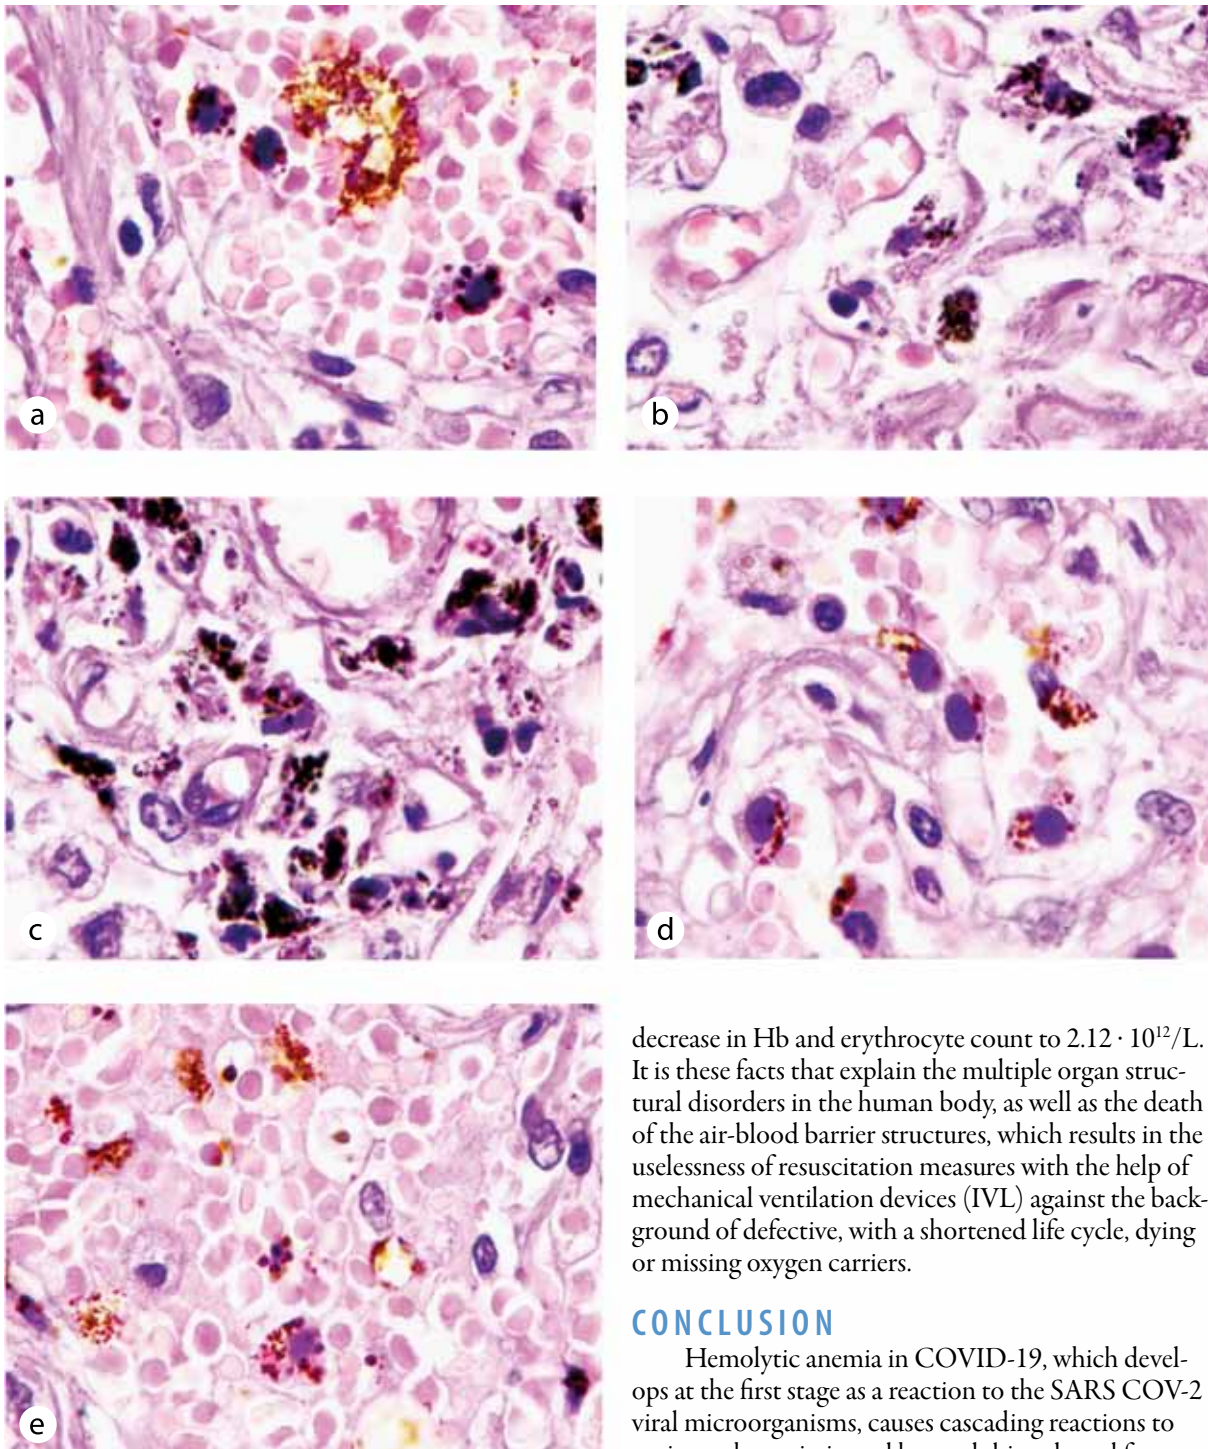 a
b
c
d
e
decrease in Hb and erythrocyte count to 2.12 · 10¹²/L.
It is these facts that explain the multiple organ struc-
tural disorders in the human body, as well as the death
of the air-blood barrier structures, which results in the
uselessness of resuscitation measures with the help of
mechanical ventilation devices (IVL) against the back-
ground of defective, with a shortened life cycle, dying
or missing oxygen carriers.
CONCLUSION
Hemolytic anemia in COVID-19, which devel-
ops at the first stage as a reaction to the SARS COV-2
viral microorganisms, causes cascading reactions to